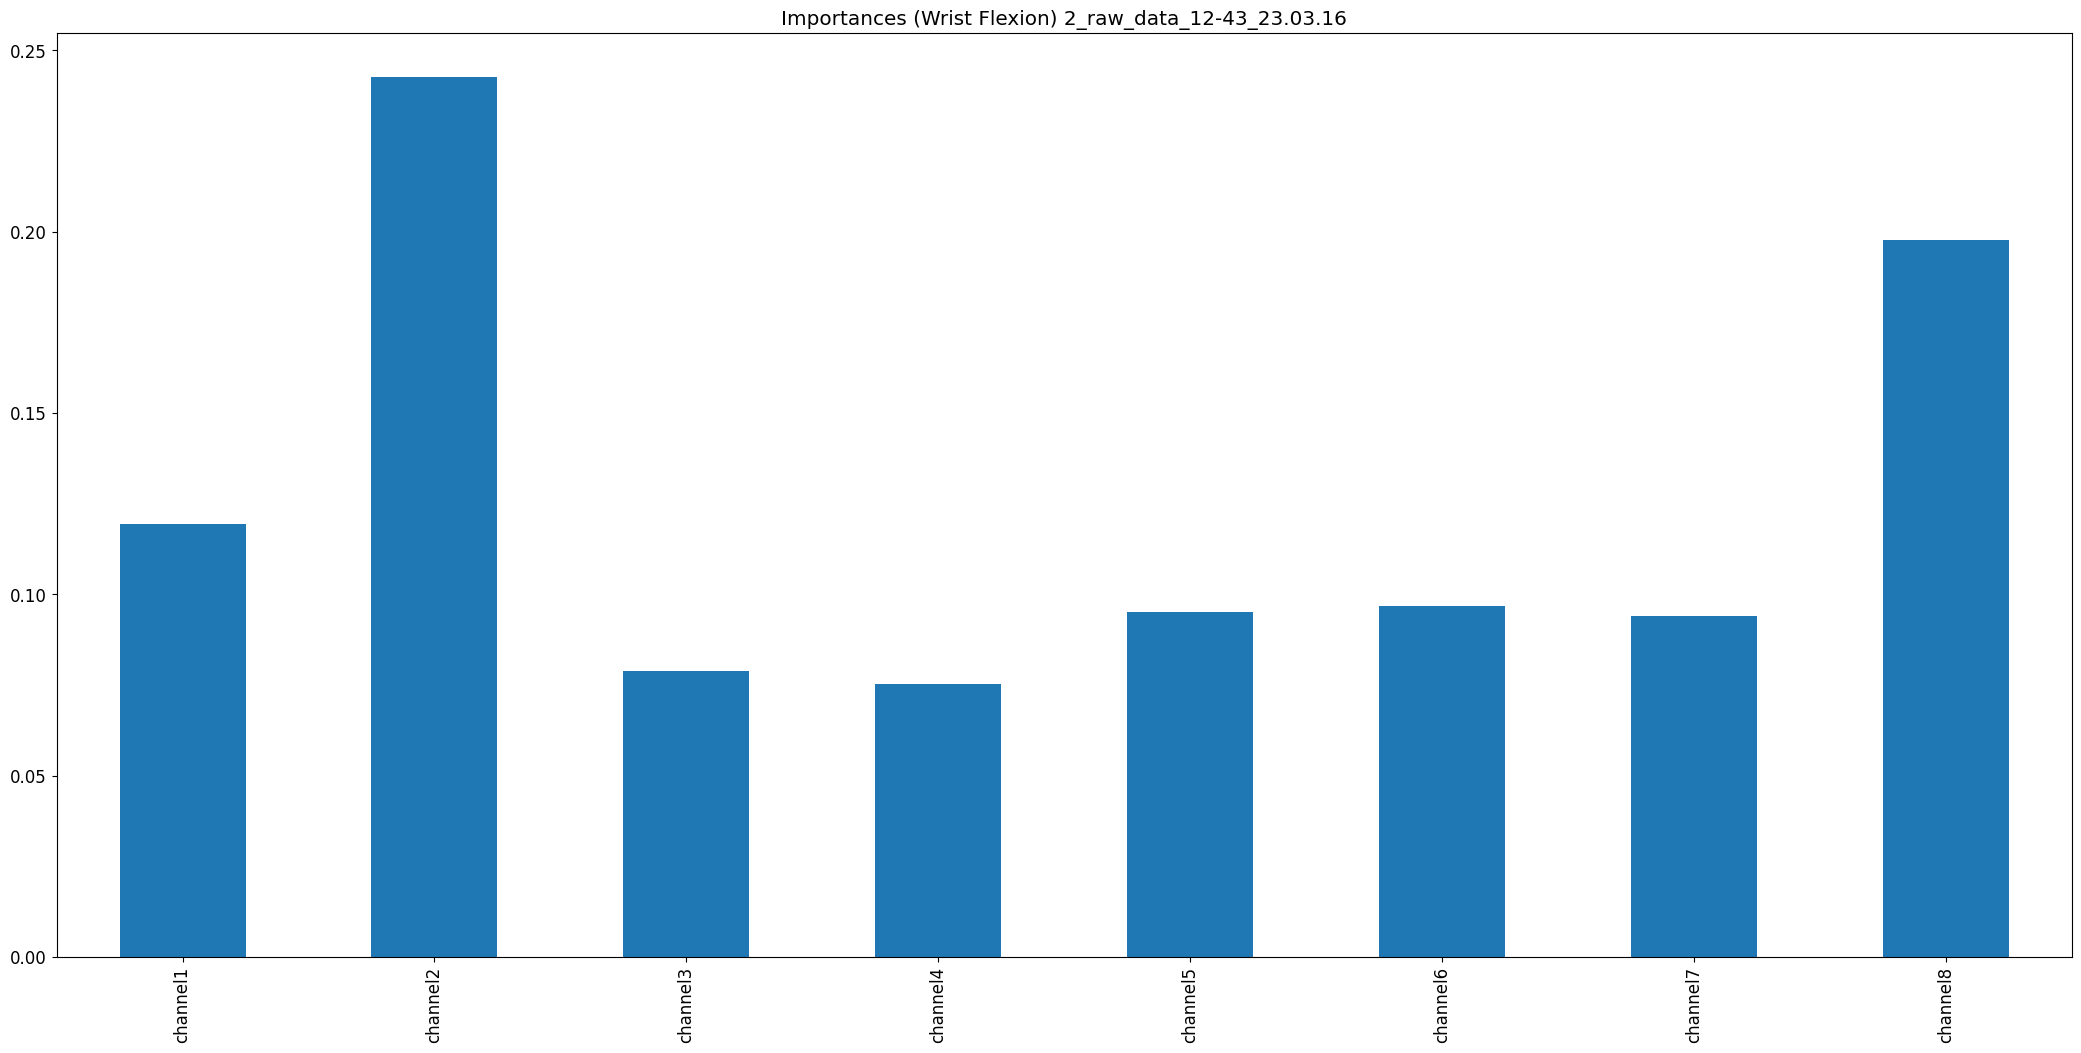 Importances (Wrist Flexion) 2_raw_data_12-43_23.03.16
0.25
0.20
0.15
0.10
0.05
0.00
channel1
channel2
channel3
channel4
channel5
channel6
channel7
channel8